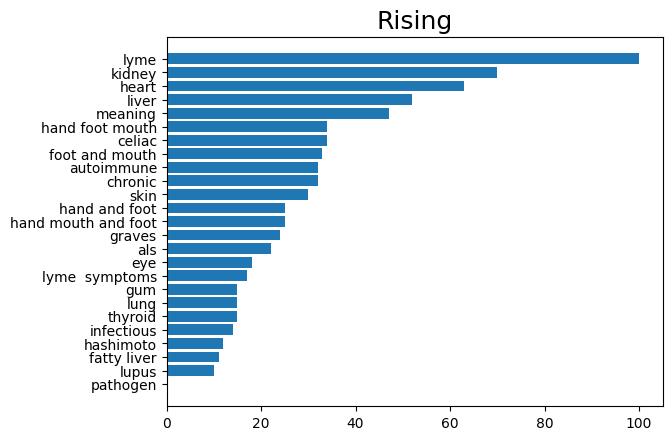 Rising
lyme
kidney
heart
liver
meaning
hand foot mouth
celiac
foot and mouth
autoimmune
chronic
skin
hand and foot
hand mouth and foot
graves
als
eye
lyme  symptoms
gum
lung
thyroid
infectious
hashimoto
fatty liver
lupus
pathogen
0 20 40 60 80 100